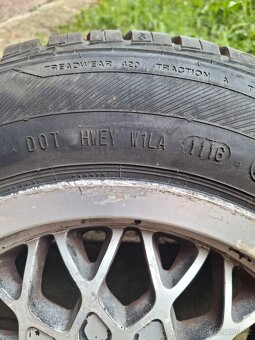 TREADWEAR 420 TRACTION A T
DOT HWEY W1LA 1116